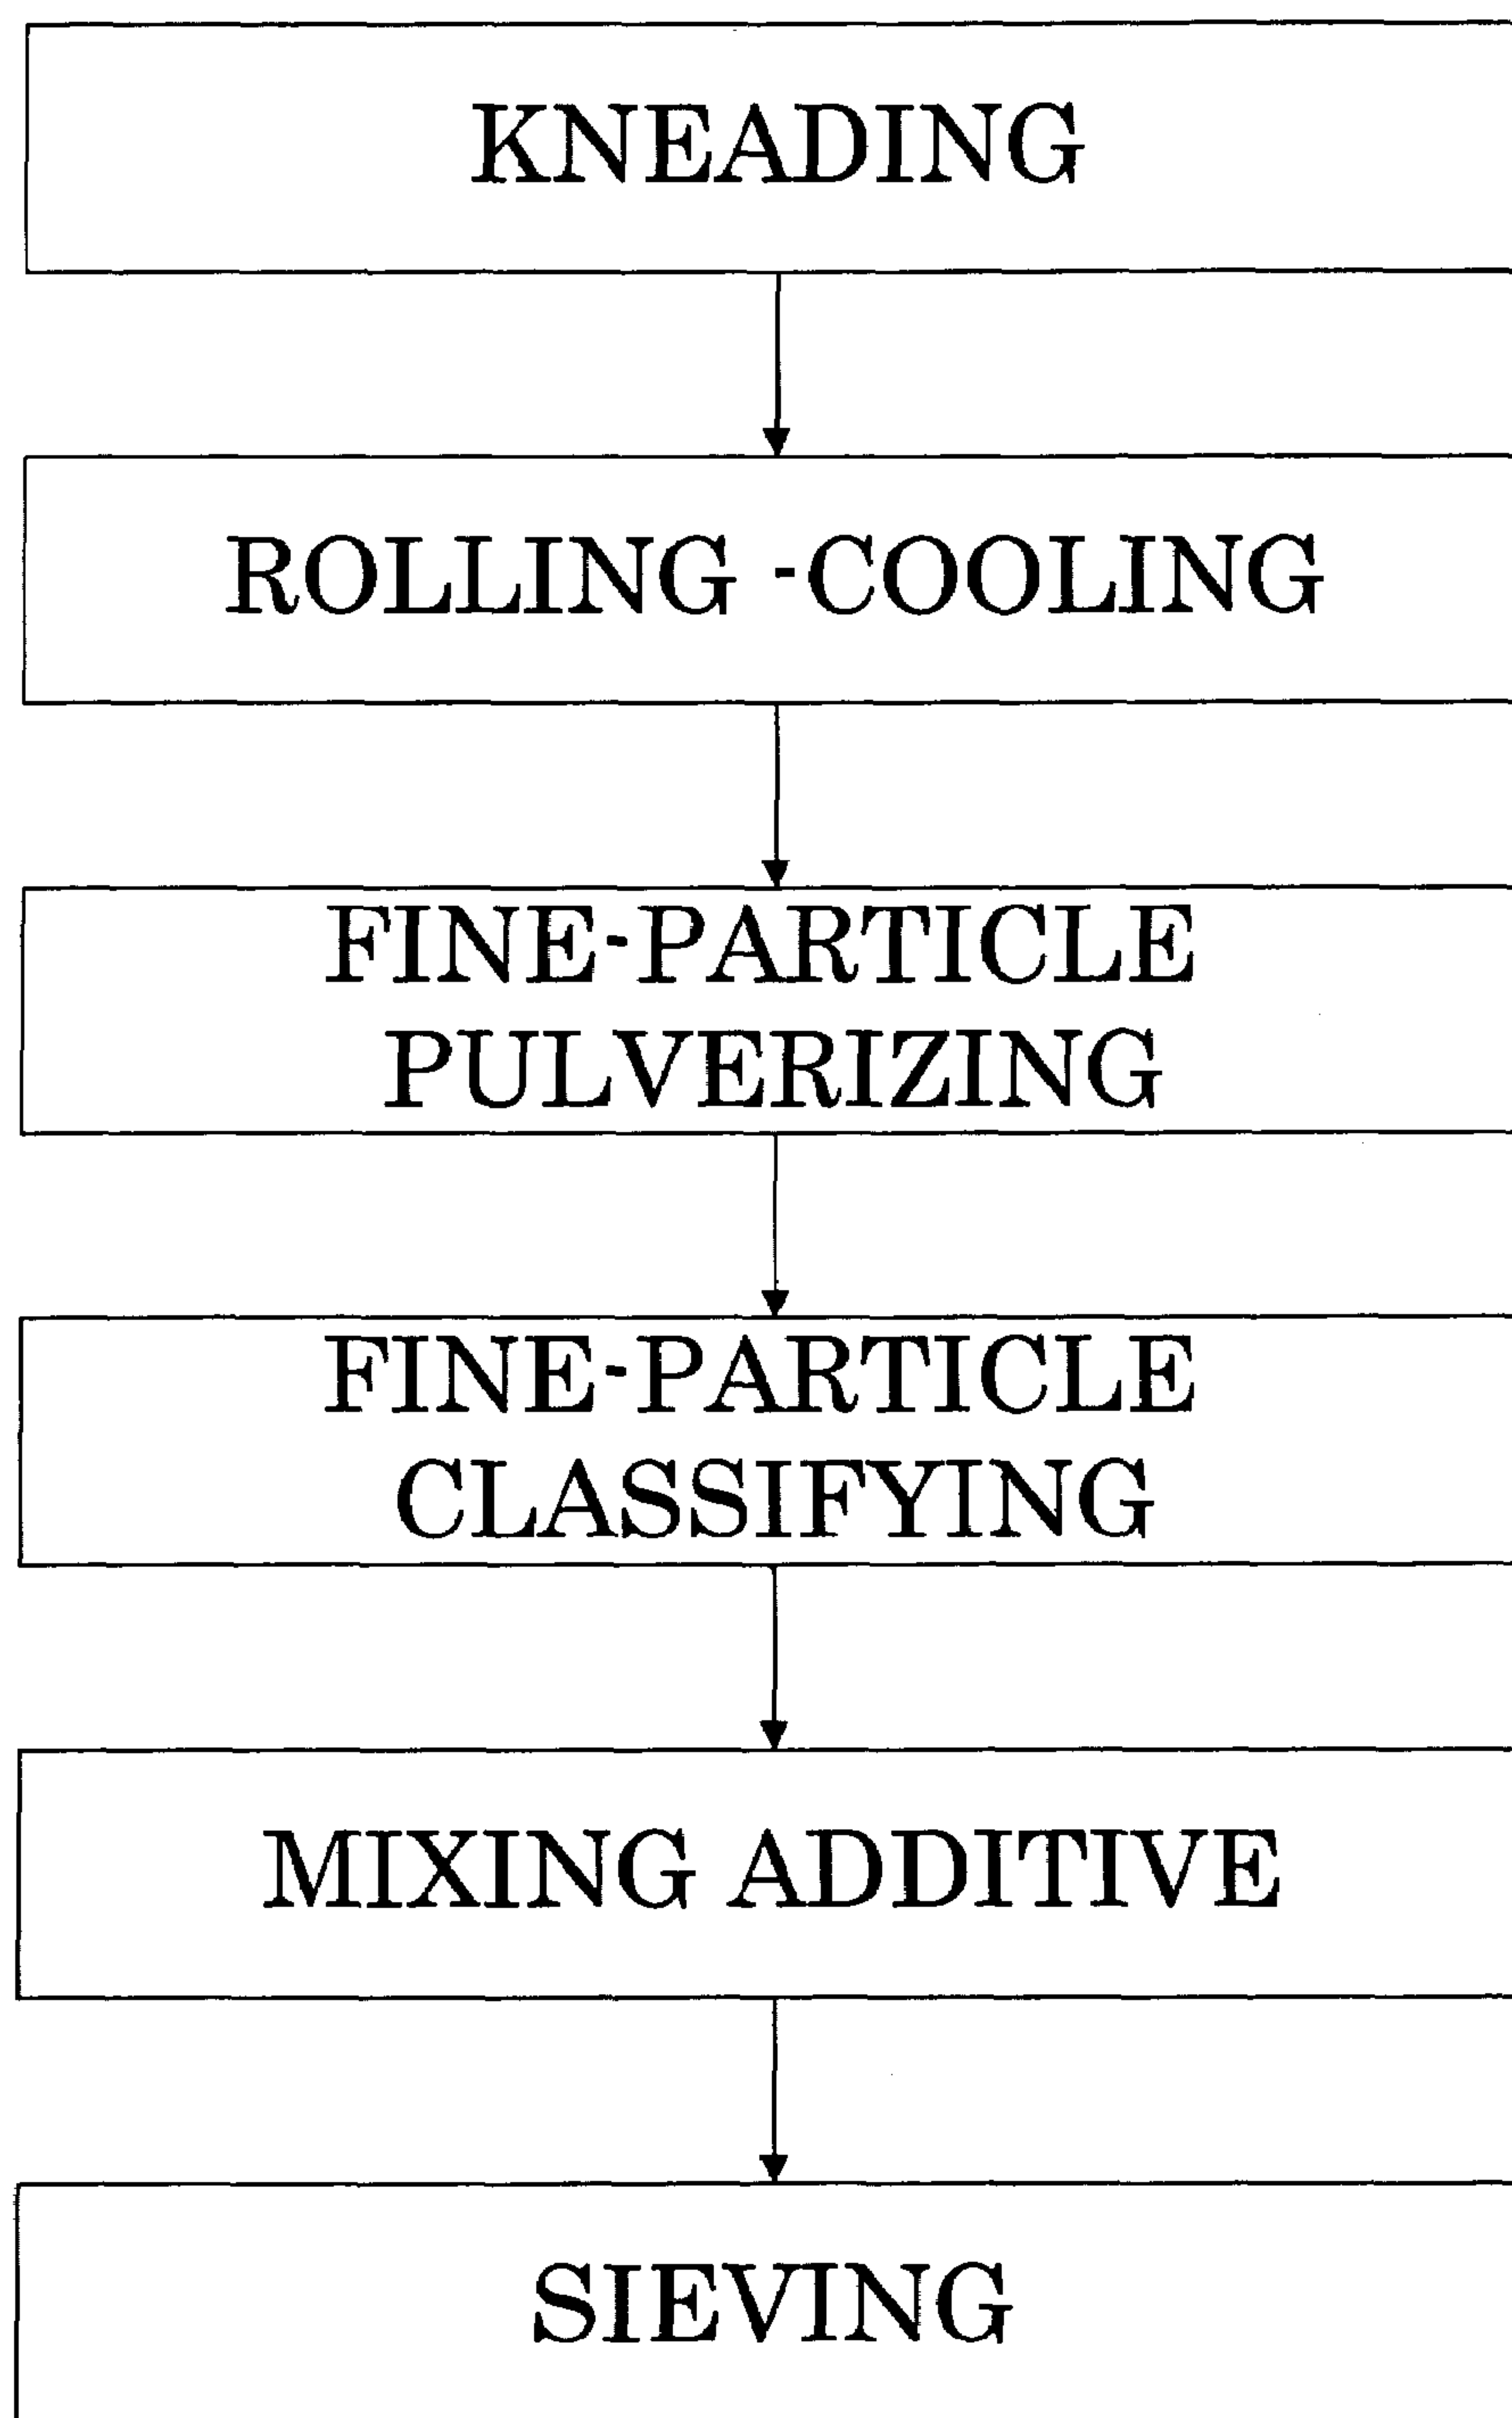 KNEADING
ROLLING -COOLING
FINE-PARTICLE
PULVERIZING
FINE-PARTICLE
CLASSIFYING
MIXING ADDITIVE
SIEVING